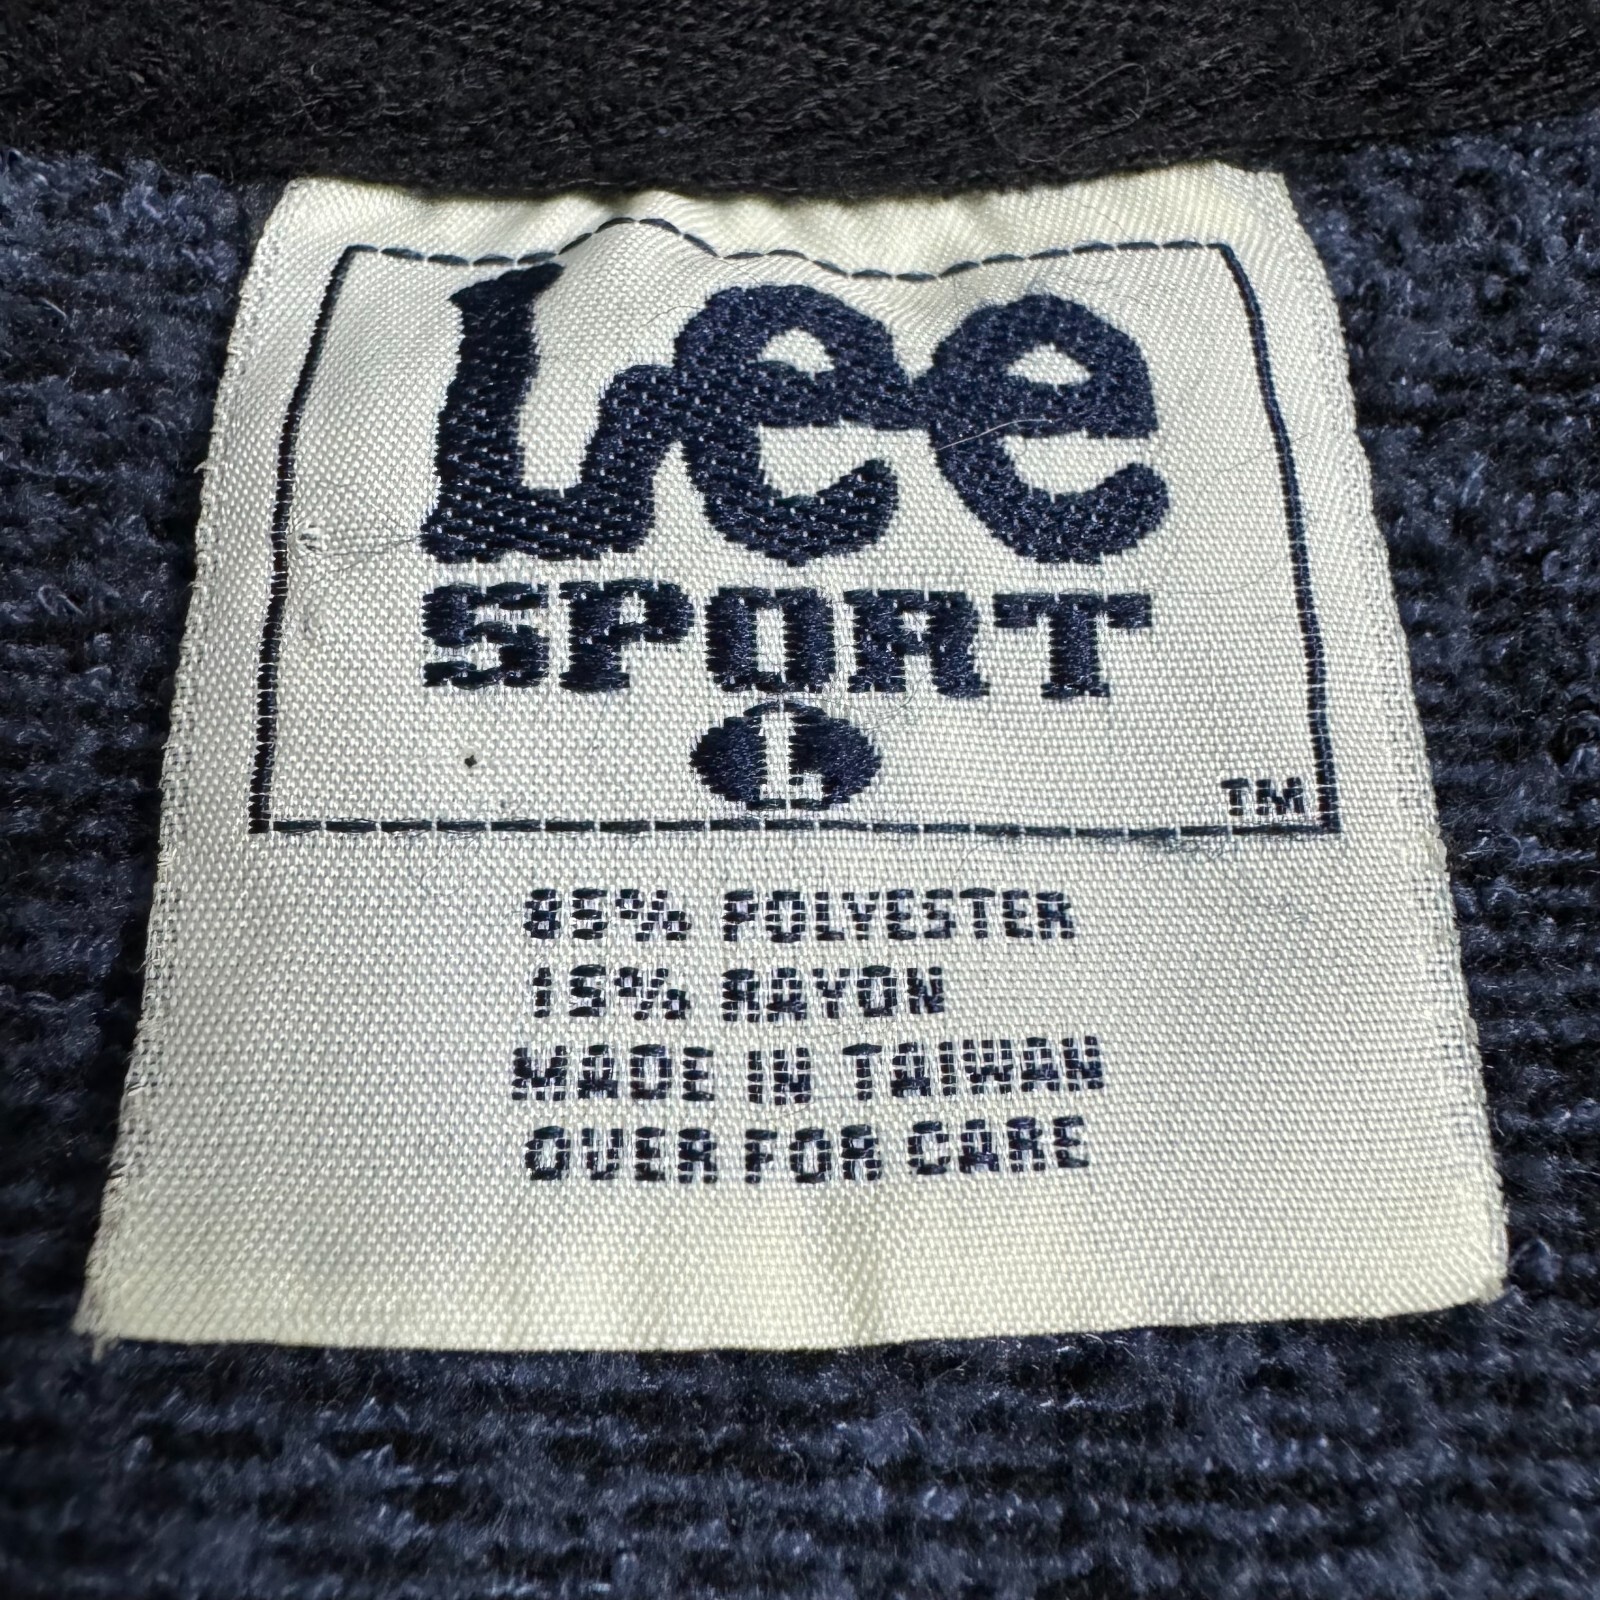 Lee
SPORT
L
TM
85% POLYESTER
15% RAYON
MADE IN TAIWAN
OVER FOR CARE